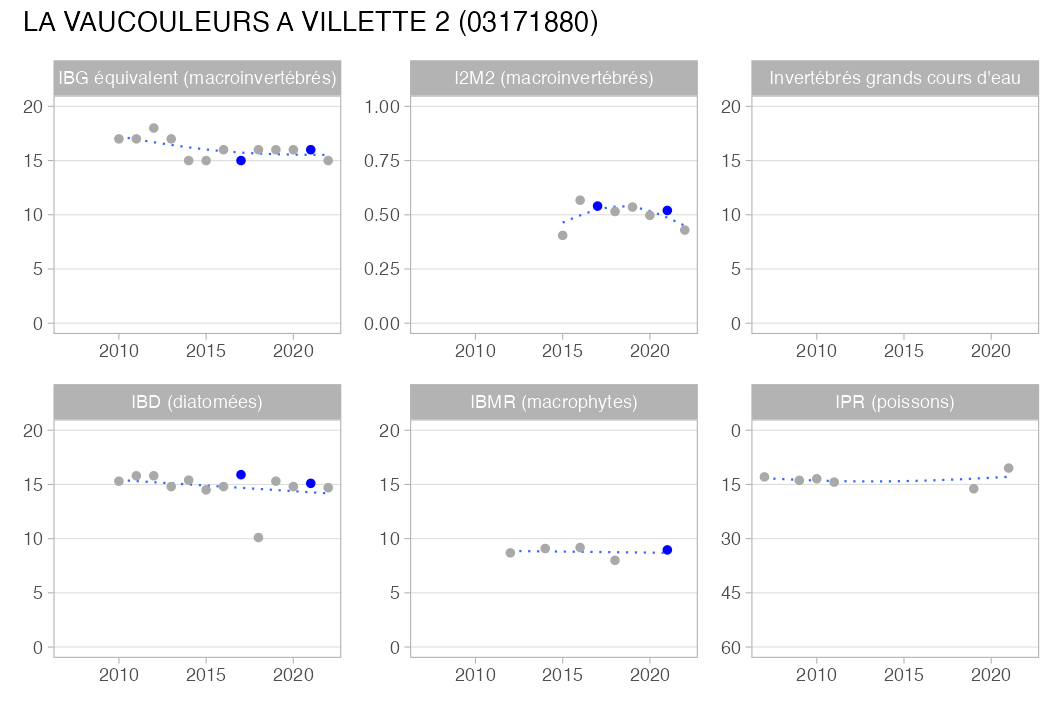 LA VAUCOULEURS A VILLETTE 2 (03171880)
IBG équivalent (macroinvertébrés)
20
15
10
5
0
2010 2015 2020
I2M2 (macroinvertébrés)
1.00
0.75
0.50
0.25
0.00
2010 2015 2020
Invertébrés grands cours d'eau
20
15
10
5
0
2010 2015 2020
IBD (diatomées)
20
15
10
5
0
2010 2015 2020
IBMR (macrophytes)
20
15
10
5
0
2010 2015 2020
IPR (poissons)
0
15
30
45
60
2010 2015 2020